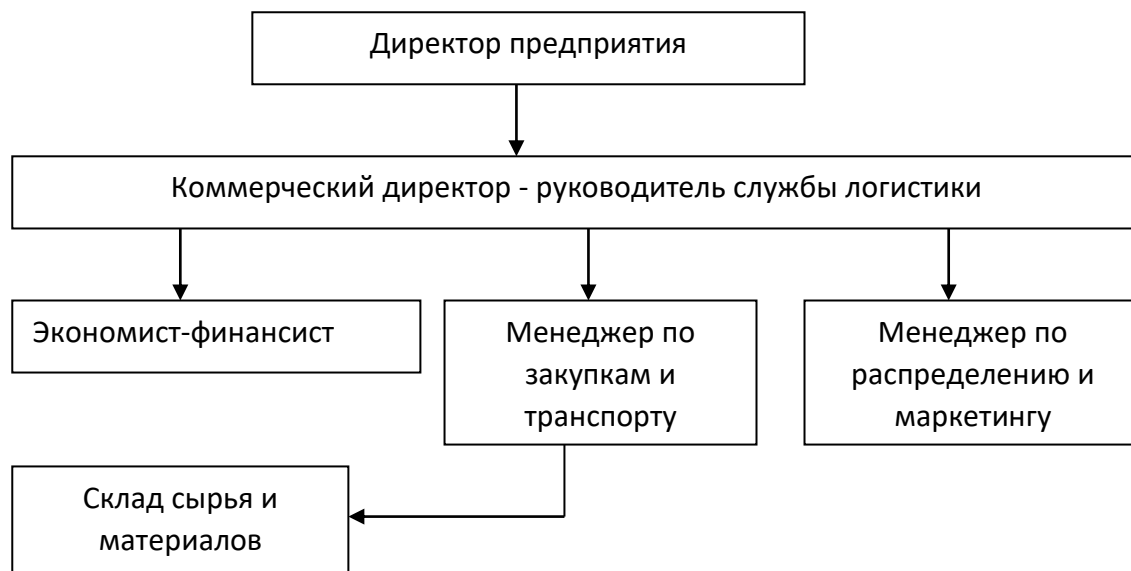 Директор предприятия
Коммерческий директор - руководитель службы логистики
Экономист-финансист
Менеджер по
закупкам и
транспорту
Менеджер по
распределению и
маркетингу
Склад сырья и
материалов